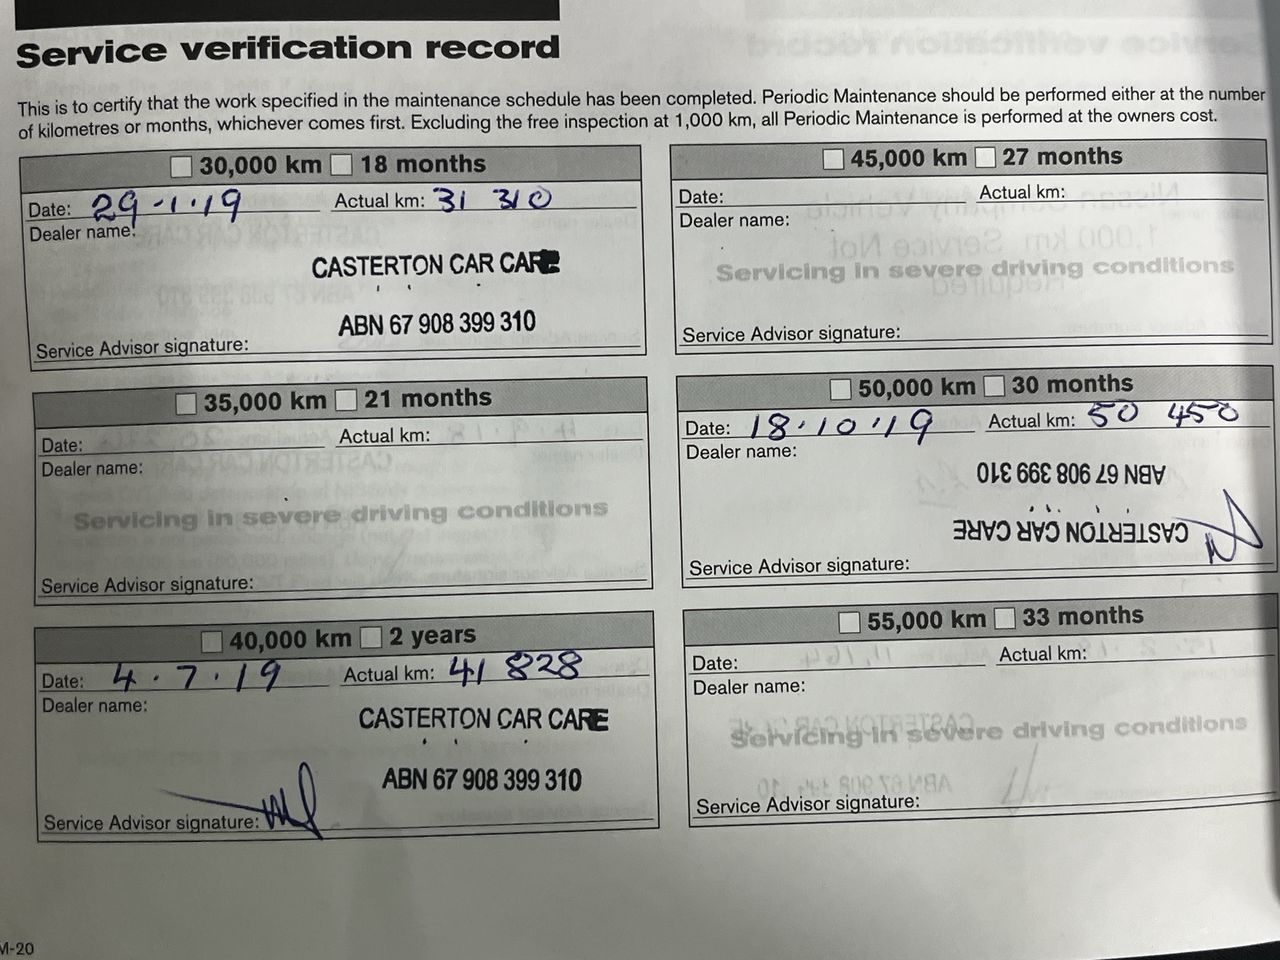 Service verification record
This is to certify that the work specified in the maintenance schedule has been completed. Periodic Maintenance should be performed either at the number
of kilometres or months, whichever comes first. Excluding the free inspection at 1,000 km, all Periodic Maintenance is performed at the owners cost.
30,000 km 18 months
Date: 29·1·19 Actual km: 31 310
Dealer name:
CASTERTON CAR CARE
ABN 67 908 399 310
Service Advisor signature:
35,000 km 21 months
Date: Actual km:
Dealer name:
Servicing in severe driving conditions
Service Advisor signature:
40,000 km 2 years
Date: 4·7·19 Actual km: 41 828
Dealer name:
CASTERTON CAR CARE
ABN 67 908 399 310
Service Advisor signature:
45,000 km 27 months
Date: Actual km:
Dealer name:
Servicing in severe driving conditions
Service Advisor signature:
50,000 km 30 months
Date: 18·10·19 Actual km: 50 450
Dealer name:
CASTERTON CAR CARE
ABN 67 908 399 310
Service Advisor signature:
55,000 km 33 months
Date: Actual km:
Dealer name:
Servicing in severe driving conditions
Service Advisor signature:
M-20